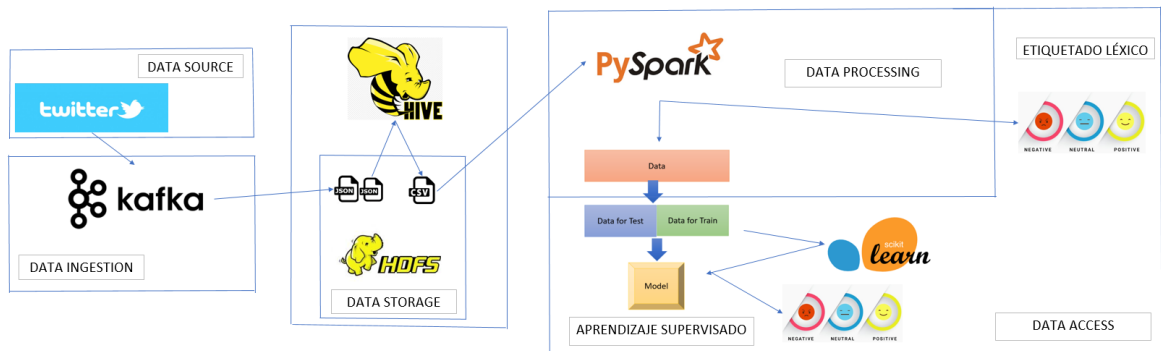 DATA SOURCE
twitter
kafka
DATA INGESTION
HIVE
JSON
JSON
CSV
HDFS
DATA STORAGE
PySpark
DATA PROCESSING
Data
Data for Test
Data for Train
Model
APRENDIZAJE SUPERVISADO
scikit
learn
NEGATIVE
NEUTRAL
POSITIVE
ETIQUETADO LÉXICO
NEGATIVE
NEUTRAL
POSITIVE
DATA ACCESS